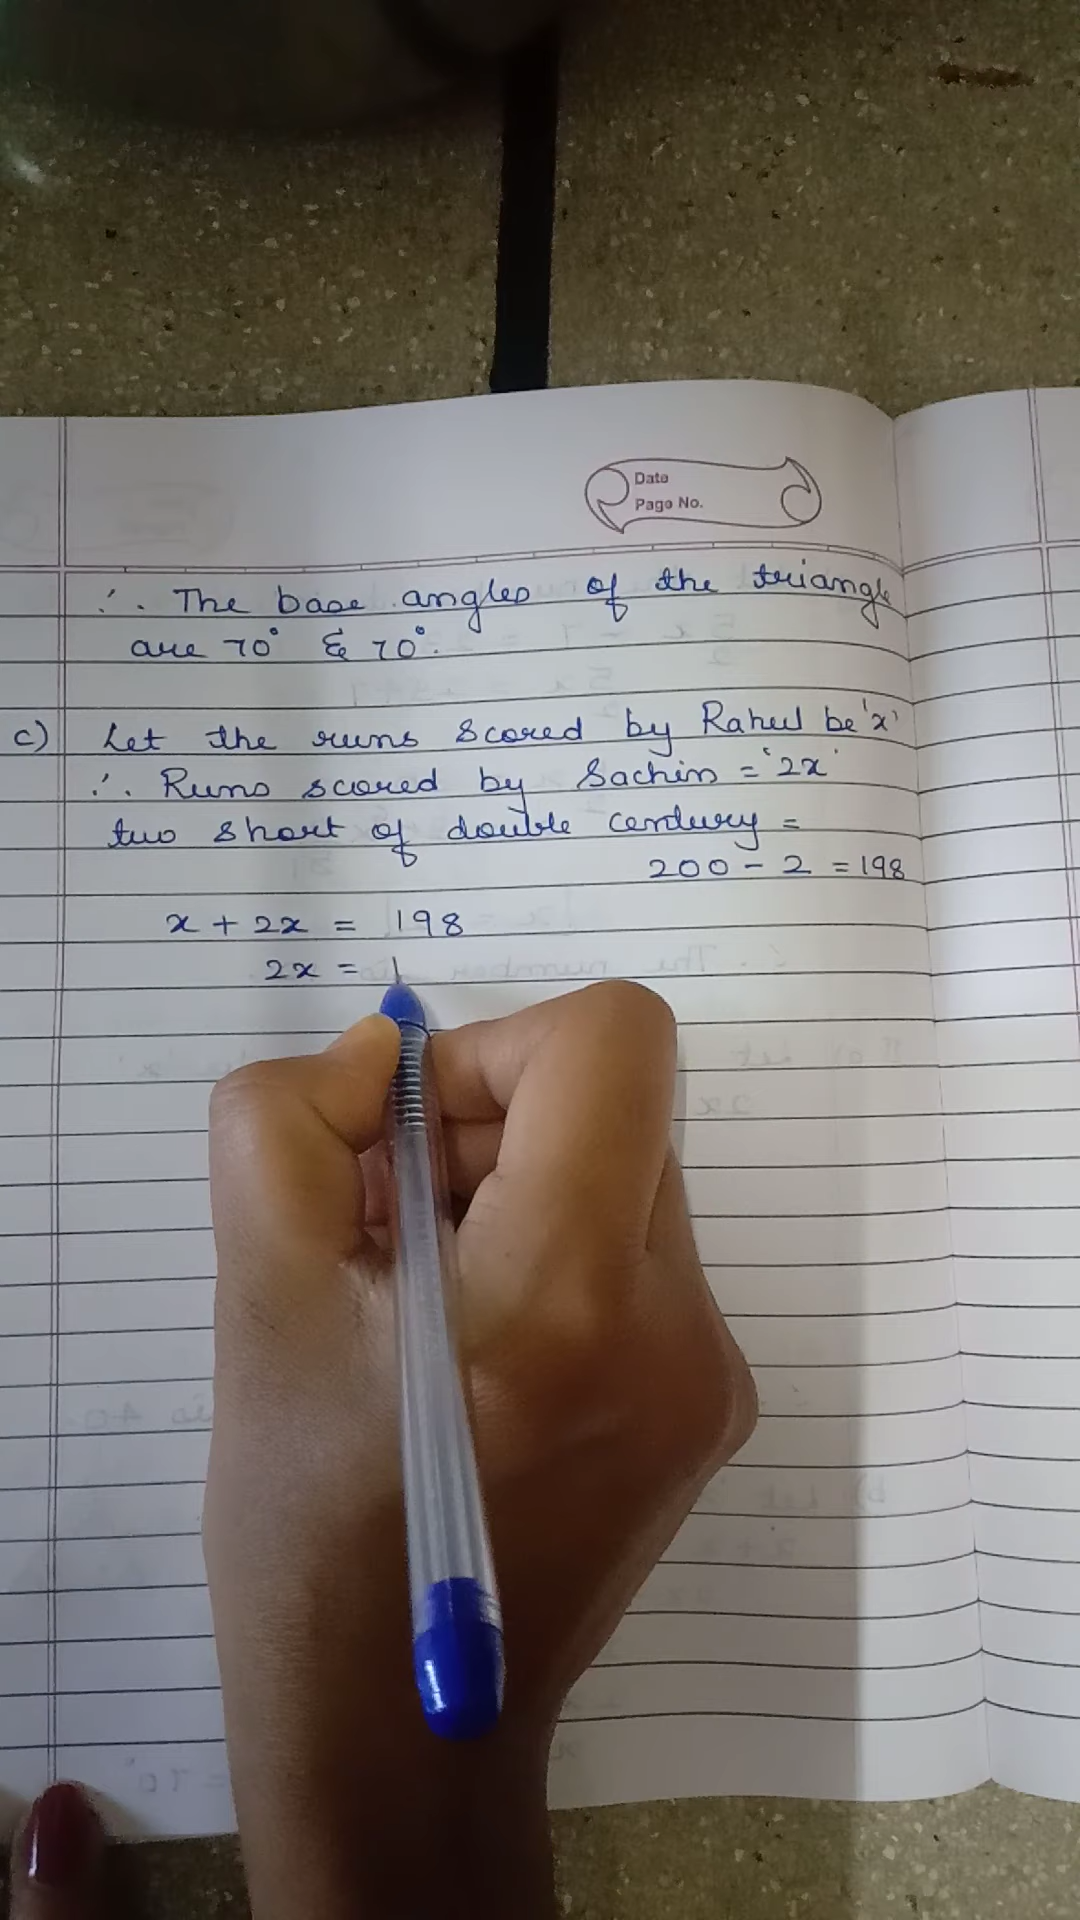 Date
Page No.
∴ The base angles of the triangle
are 70° & 70°.
c) Let the runs scored by Rahul be 'x'
∴ Runs scored by Sachin = '2x'
two short of double century =
200 - 2 = 198
x + 2x = 198
2x = 1